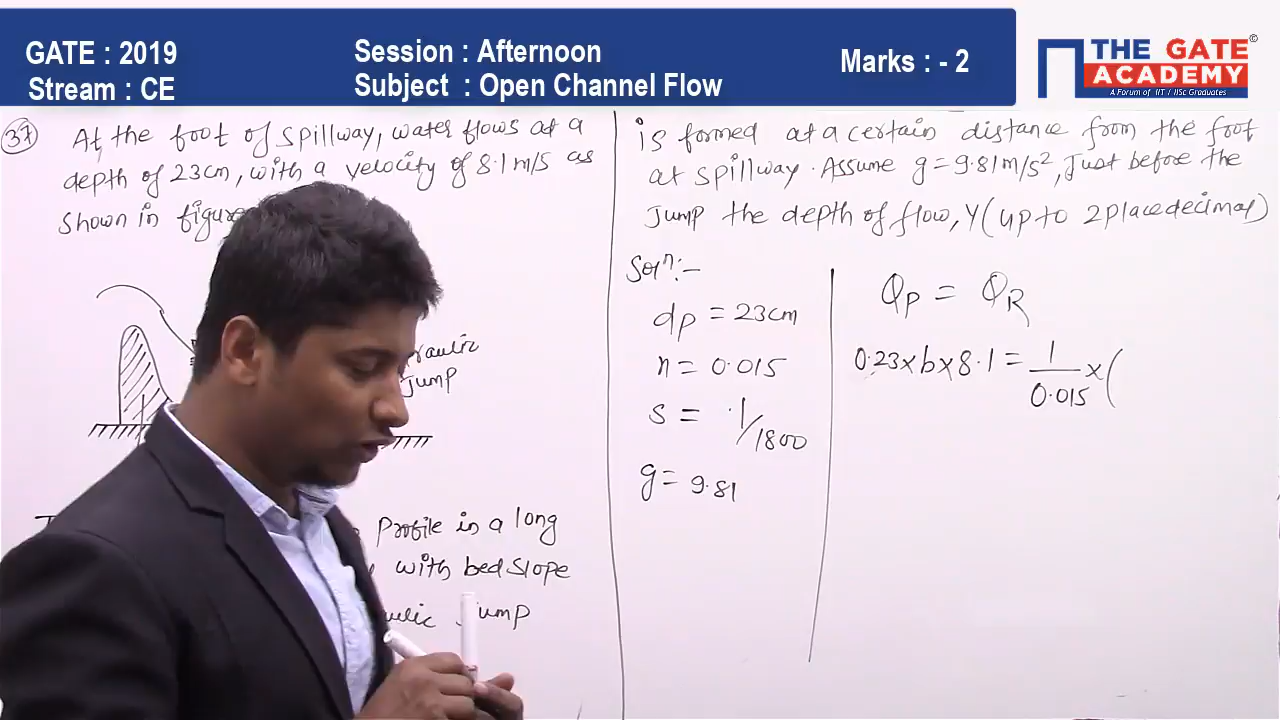 GATE : 2019
Stream : CE
Session : Afternoon
Subject : Open Channel Flow
Marks : - 2
THE GATE
ACADEMY
©
A Forum of IIT / IISc Graduates
37 At the foot of spillway, water flows at a
depth of 23cm, with a velocity of 8.1 m/s as
shown in figure
jump
Profile in a long
with bed slope
Jump
is formed at a certain distance from the foot
at spillway. Assume g = 9.81 m/s², Just before the
Jump the depth of flow, Y (up to 2 place decimal)
Solⁿ:-
dp = 23cm
n = 0.015
s = 1/1800
g = 9.81
Qp = QR
0.23 × b × 8.1 = 1/0.015 × (